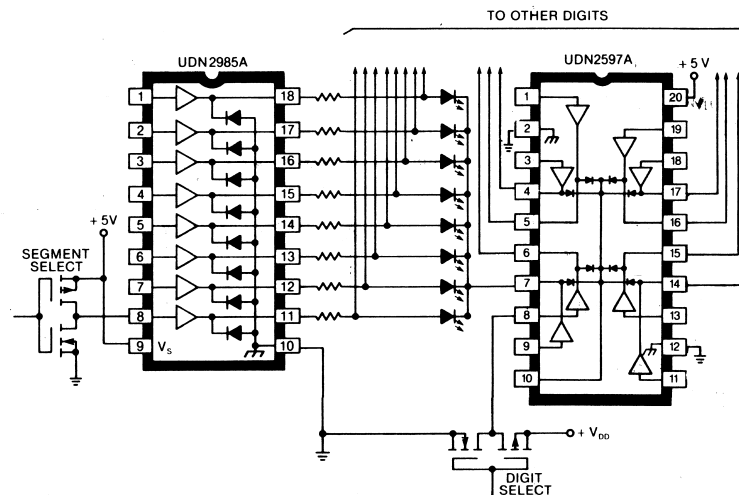 TO OTHER DIGITS
UDN2985A
UDN2597A
+ 5 V
1 18
2 17
3 16
4 15
5 14
6 13
7 12
8 11
9 Vs 10
+ 5V
SEGMENT
SELECT
1 20
2 19
3 18
4 17
5 16
6 15
7 14
8 13
9 12
10 11
+ VDD
DIGIT
SELECT